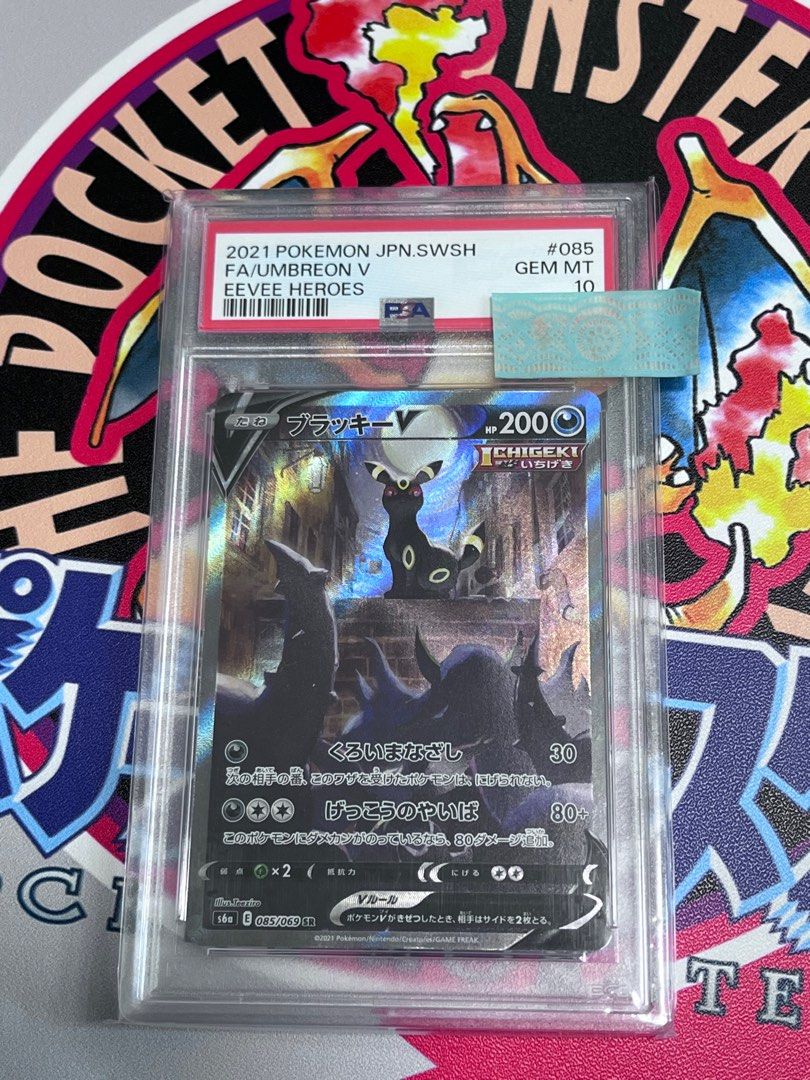 THE POCKET MONSTER
2021 POKEMON JPN.SWSH #085
FA/UMBREON V GEM MT
EEVEE HEROES 10
PSA
たね ブラッキーV HP 200
ICHIGEKI
いちげき
くろいまなざし 30
次の相手の番、このワザを受けたポケモンは、にげられない。
げっこうのやいば 80+
このポケモンにダメカンがのっているなら、80ダメージ追加。
弱点 ×2 抵抗力 にげる
Illus.Teeziro
Vルール
s6a E 085/069 SR
ポケモンVがきぜつしたとき、相手はサイドを2枚とる。
©2021 Pokémon/Nintendo/Creatures/GAME FREAK